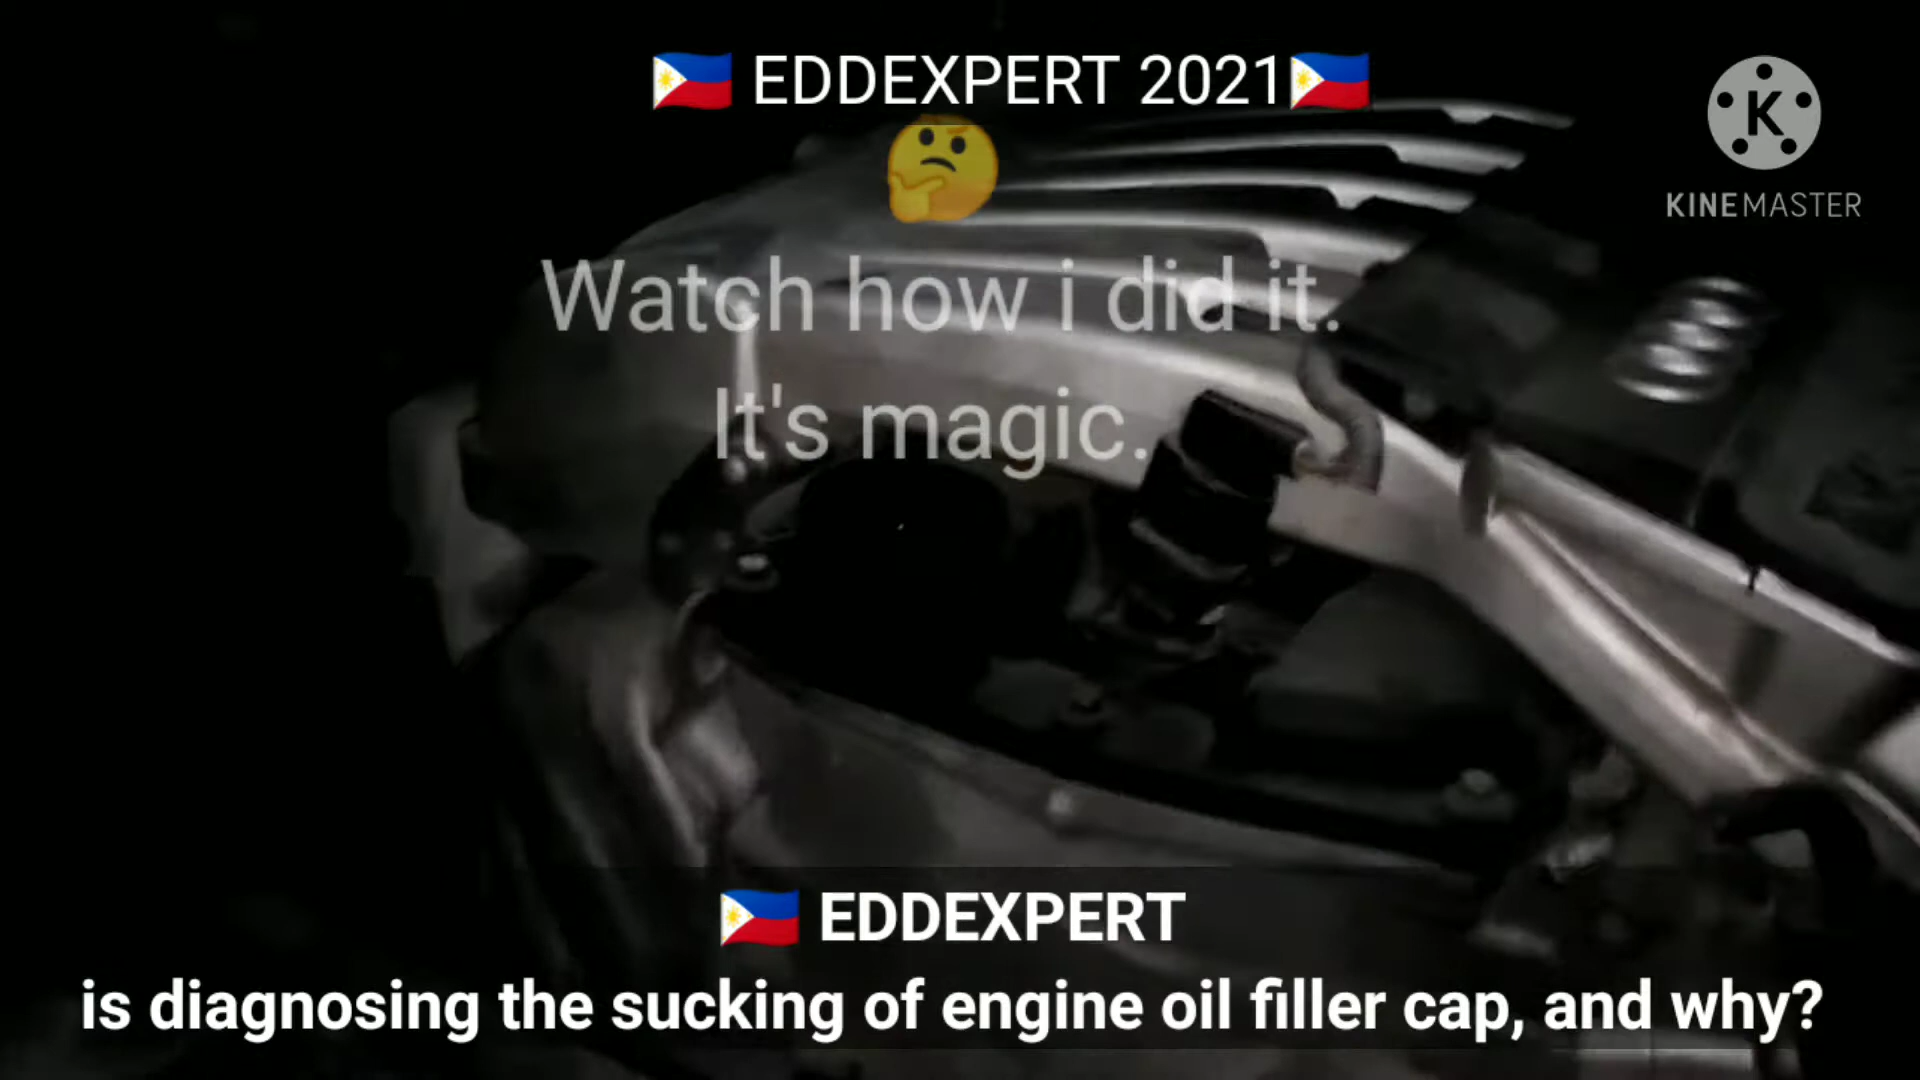 🇵🇭 EDDEXPERT 2021🇵🇭
🤔
KINEMASTER
Watch how i did it.
It's magic.
🇵🇭 EDDEXPERT
is diagnosing the sucking of engine oil filler cap, and why?